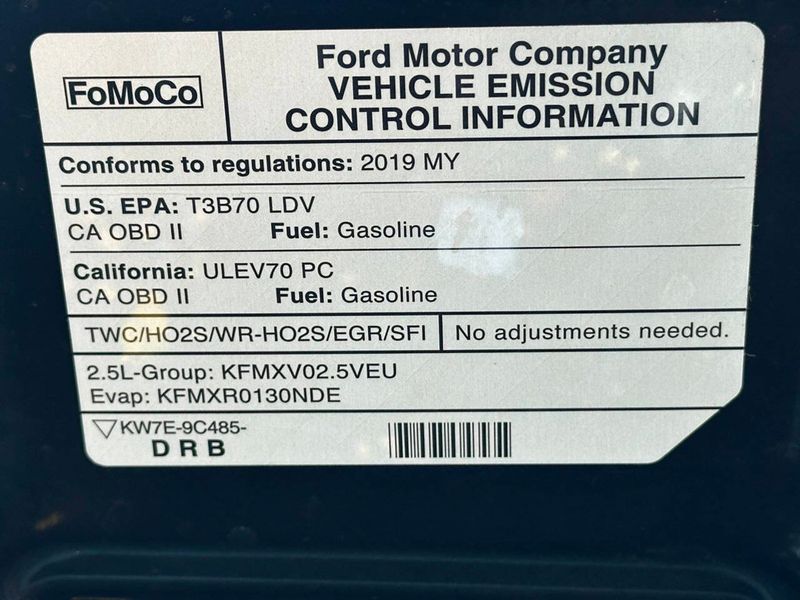 FoMoCo
Ford Motor Company
VEHICLE EMISSION
CONTROL INFORMATION
Conforms to regulations: 2019 MY
U.S. EPA: T3B70 LDV
CA OBD II Fuel: Gasoline
California: ULEV70 PC
CA OBD II Fuel: Gasoline
TWC/HO2S/WR-HO2S/EGR/SFI No adjustments needed.
2.5L-Group: KFMXV02.5VEU
Evap: KFMXR0130NDE
KW7E-9C485-
D R B